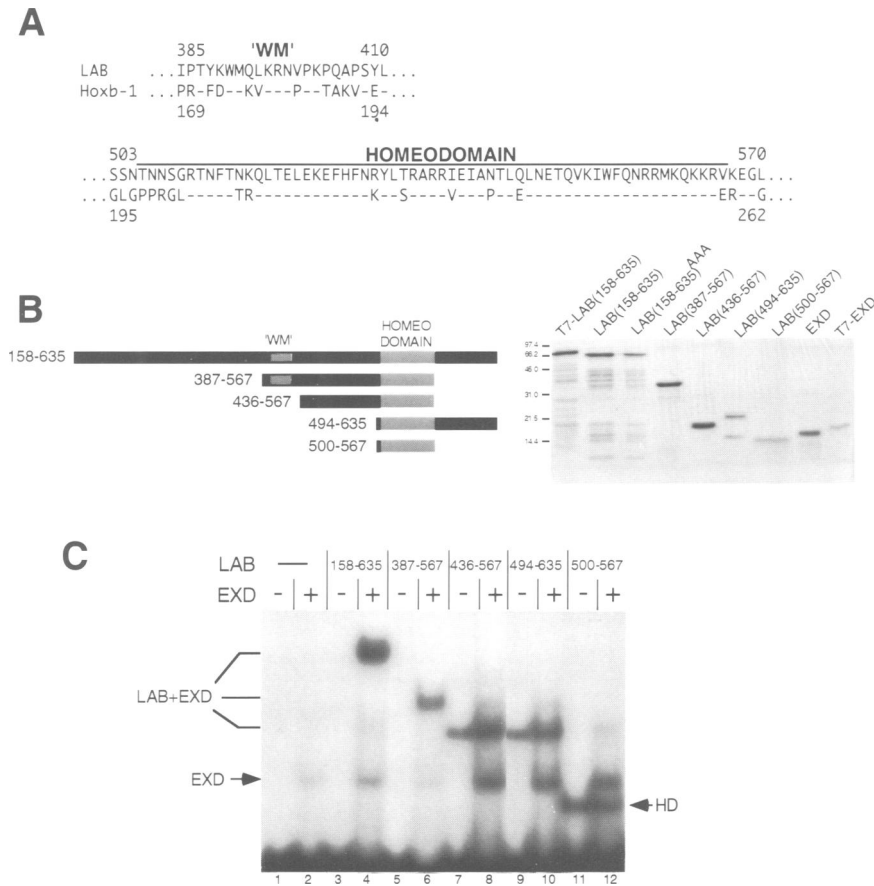 A
385 'WM' 410
LAB ...IPTYKWMQLKRNVPKPQAPSYL...
Hoxb-1 ...PR-FD--KV---P--TAKV-E-...
169 194
503 HOMEODOMAIN 570
...SSNTNNSGRTNFTNKQLTELEKEFHFNRYLTRARRIEIANTLQLNETQVKIWFQNRRMKQKKRVKEGL...
...GLGPPRGL------TR-----------K--S----V---P--E-------------------ER--G...
195 262
B
'WM' HOMEO DOMAIN
158-635
387-567
436-567
494-635
500-567
T7-LAB(158-635)
LAB(158-635)
LAB(158-635)AAA
LAB(387-567)
LAB(436-567)
LAB(494-635)
LAB(500-567)
EXD
T7-EXD
97.4
66.2
46.0
31.0
21.5
14.4
C
LAB — 158-635 387-567 436-567 494-635 500-567
EXD - + - + - + - + - + - +
LAB+EXD
EXD
HD
1 2 3 4 5 6 7 8 9 10 11 12